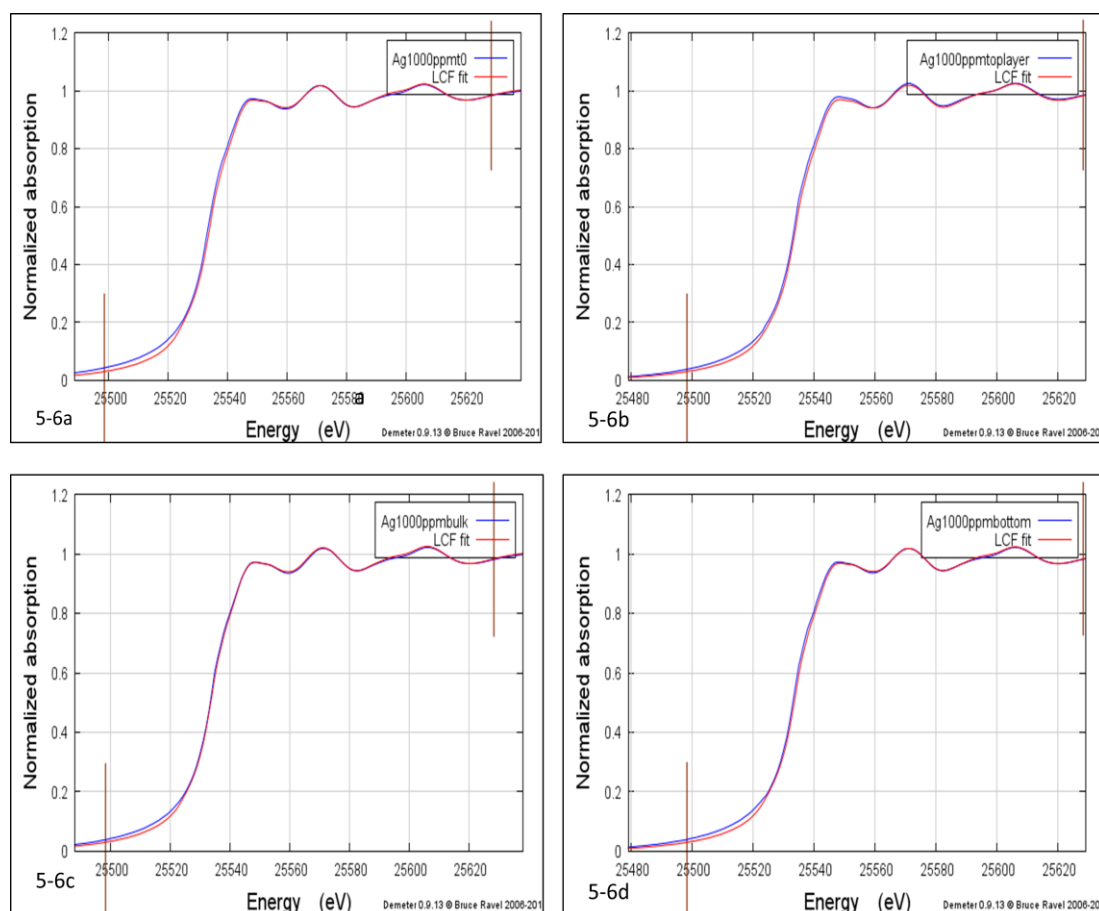 1.2
1
0.8
0.6
0.4
0.2
0
Normalized absorption
Ag1000ppmt0
LCF fit
25500 25520 25540 25560 25580 25600 25620
a
5-6a
Energy (eV)
Demeter 0.9.13 © Bruce Ravel 2006-201
1.2
1
0.8
0.6
0.4
0.2
0
Normalized absorption
Ag1000ppmtoplayer
LCF fit
25480 25500 25520 25540 25560 25580 25600 25620
5-6b
Energy (eV)
Demeter 0.9.13 © Bruce Ravel 2006-20
1.2
1
0.8
0.6
0.4
0.2
0
Normalized absorption
Ag1000ppmbulk
LCF fit
25500 25520 25540 25560 25580 25600 25620
5-6c
Energy (eV)
Demeter 0.9.13 © Bruce Ravel 2006-201
1.2
1
0.8
0.6
0.4
0.2
0
Normalized absorption
Ag1000ppmbottom
LCF fit
25480 25500 25520 25540 25560 25580 25600 25620
5-6d
Energy (eV)
Demeter 0.9.13 © Bruce Ravel 2006-20